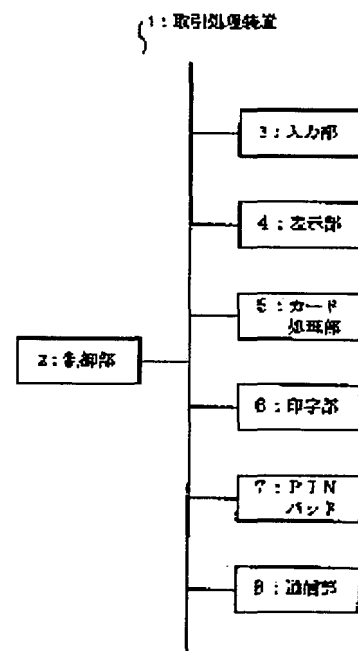 1:取引処理装置
3:入力部
4:表示部
5:カード
処理部
2:制御部
6:印字部
7:PIN
パッド
8:通信部